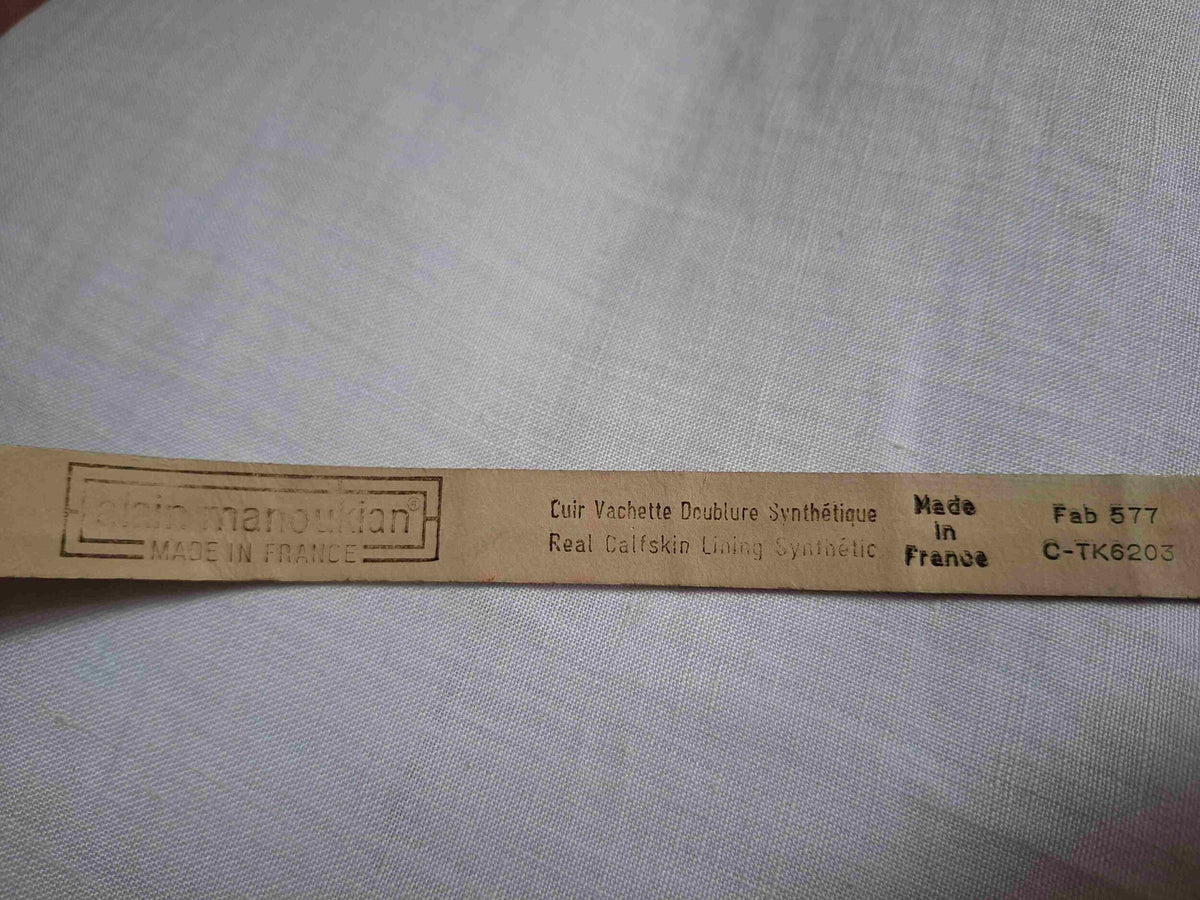 alain manoukian®
MADE IN FRANCE
Cuir Vachette Doublure Synthétique
Real Calfskin Lining Synthétic
Made
in
France
Fab 577
C-TK6203